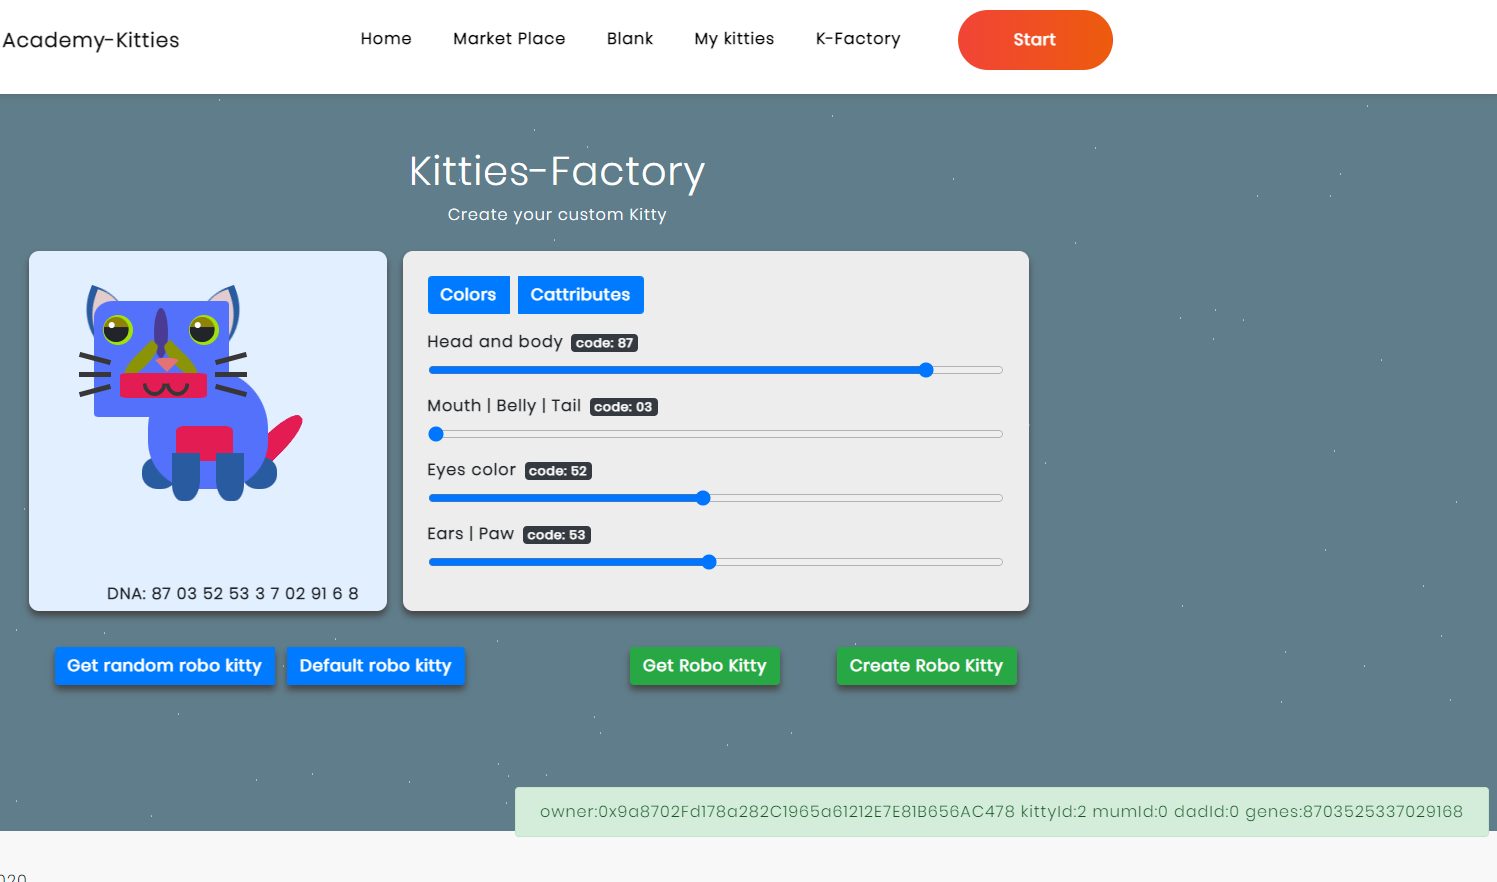 Academy-Kitties
Home Market Place Blank My kitties K-Factory Start
Kitties-Factory
Create your custom Kitty
Colors Cattributes
Head and body code: 87
Mouth | Belly | Tail code: 03
Eyes color code: 52
Ears | Paw code: 53
DNA: 87 03 52 53 3 7 02 91 6 8
Get random robo kitty Default robo kitty Get Robo Kitty Create Robo Kitty
owner:0x9a8702Fd178a282C1965a61212E7E81B656AC478 kittyId:2 mumId:0 dadId:0 genes:8703525337029168